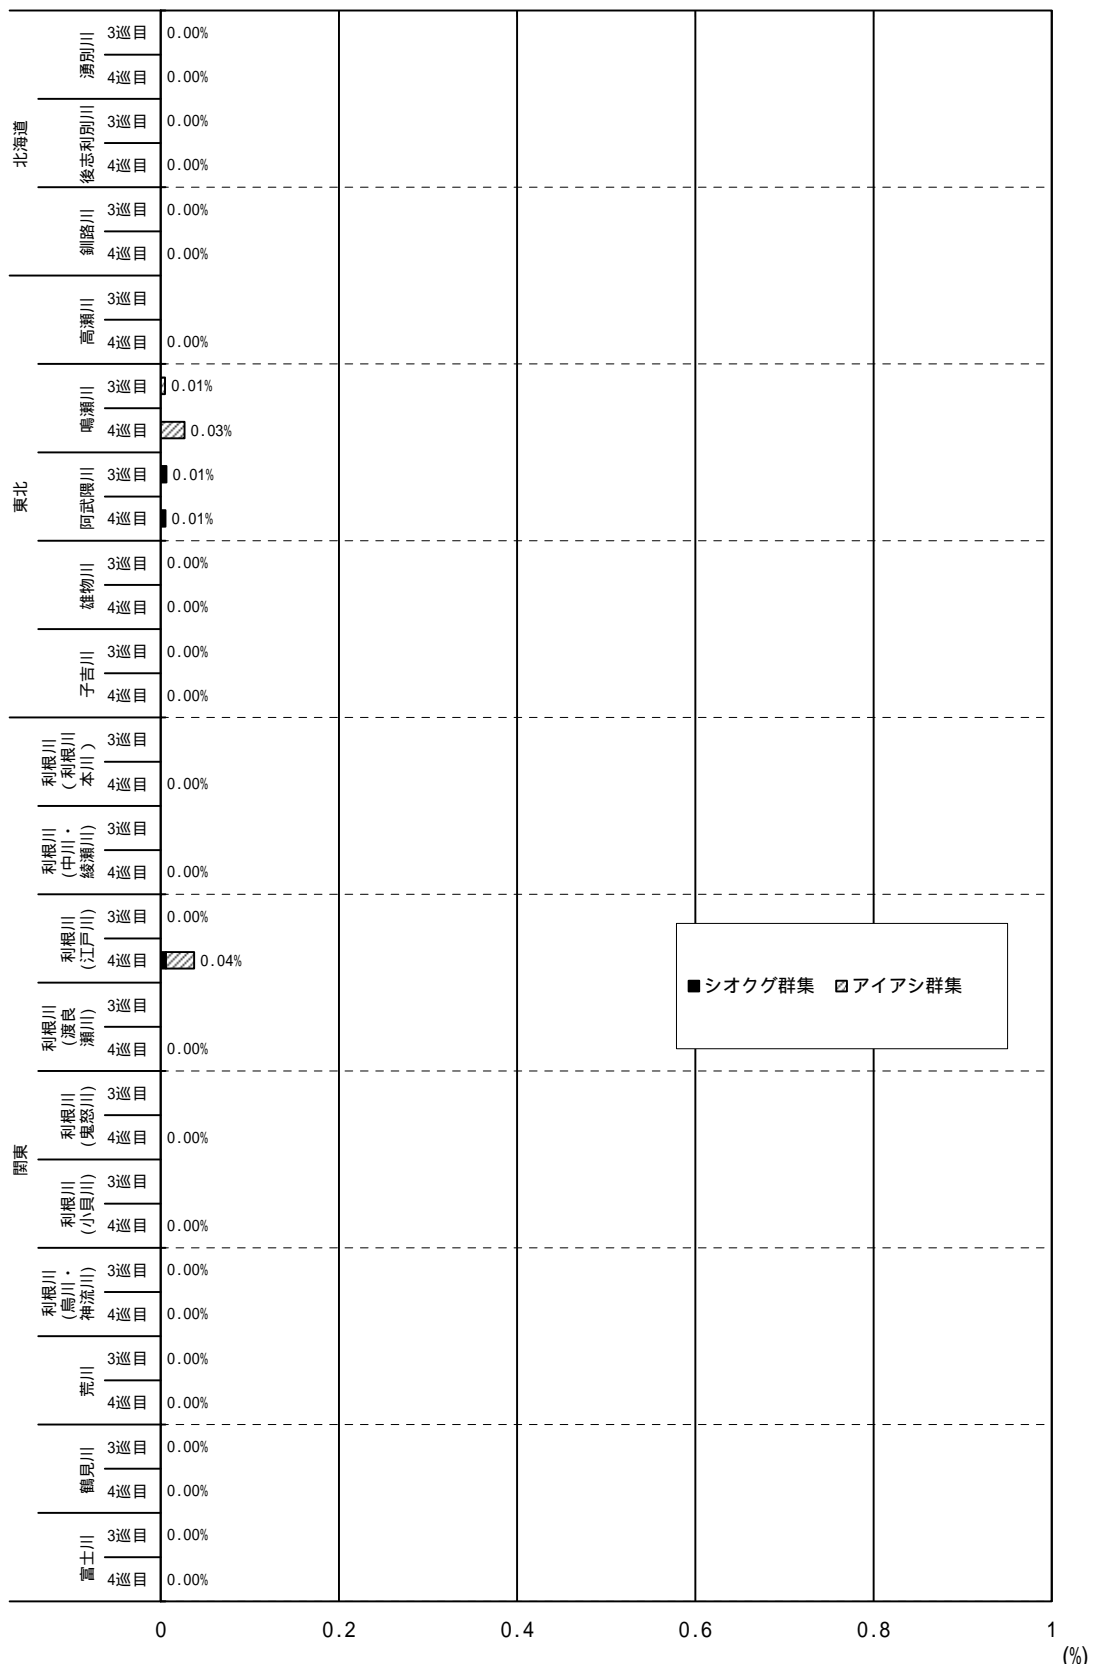 北海道
湧別川
3巡目 0.00%
4巡目 0.00%
後志利別川
3巡目 0.00%
4巡目 0.00%
釧路川
3巡目 0.00%
4巡目 0.00%
東北
高瀬川
3巡目
4巡目 0.00%
鳴瀬川
3巡目 0.01%
4巡目 0.03%
阿武隈川
3巡目 0.01%
4巡目 0.01%
雄物川
3巡目 0.00%
4巡目 0.00%
子吉川
3巡目 0.00%
4巡目 0.00%
関東
利根川
(利根川
本川)
3巡目
4巡目 0.00%
利根川
(中川・
綾瀬川)
3巡目
4巡目 0.00%
利根川
(江戸川)
3巡目 0.00%
4巡目 0.04%
利根川
(渡良
瀬川)
3巡目
4巡目 0.00%
利根川
(鬼怒川)
3巡目
4巡目 0.00%
利根川
(小貝川)
3巡目
4巡目 0.00%
利根川
(烏川・
神流川)
3巡目 0.00%
4巡目 0.00%
荒川
3巡目 0.00%
4巡目 0.00%
鶴見川
3巡目 0.00%
4巡目 0.00%
富士川
3巡目 0.00%
4巡目 0.00%
シオクグ群集 アイアシ群集
0 0.2 0.4 0.6 0.8 1
(%)